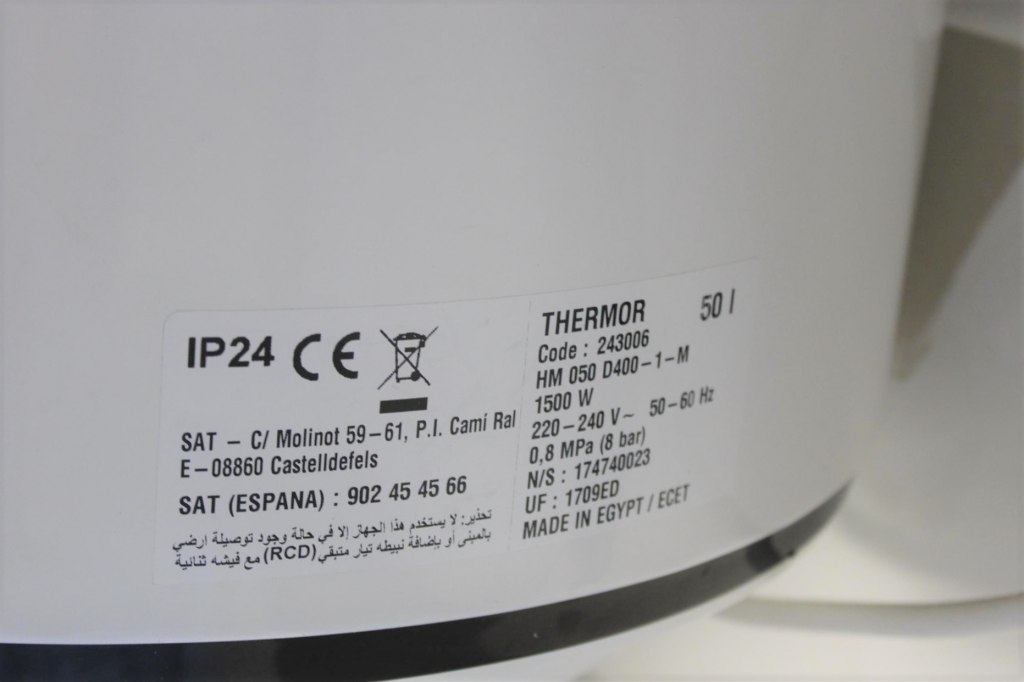 IP24 CE
SAT – C/ Molinot 59–61, P.I. Camí Ral
E–08860 Castelldefels
SAT (ESPANA) : 902 45 45 66
تحذير: لا يستخدم هذا الجهاز إلا في حالة وجود توصيلة ارضي
بالمبنى أو بإضافة نبيطه تيار متبقي(RCD) مع فيشه ثنائية
THERMOR 50 l
Code : 243006
HM 050 D400–1–M
1500 W
220–240 V~ 50–60 Hz
0,8 MPa (8 bar)
N/S : 174740023
UF : 1709ED
MADE IN EGYPT / ECET